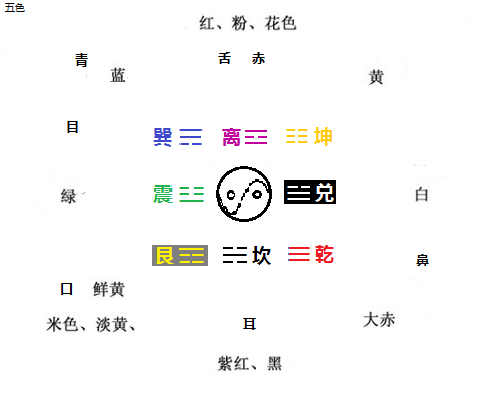 五色
红、粉、花色
青
舌 赤
蓝
黄
目
巽☴ 离☲ ☷坤
绿
震☳ ☱兑
白
艮☶ ☵坎 ☰乾
鼻
口 鲜黄
米色、淡黄、
耳
大赤
紫红、黑